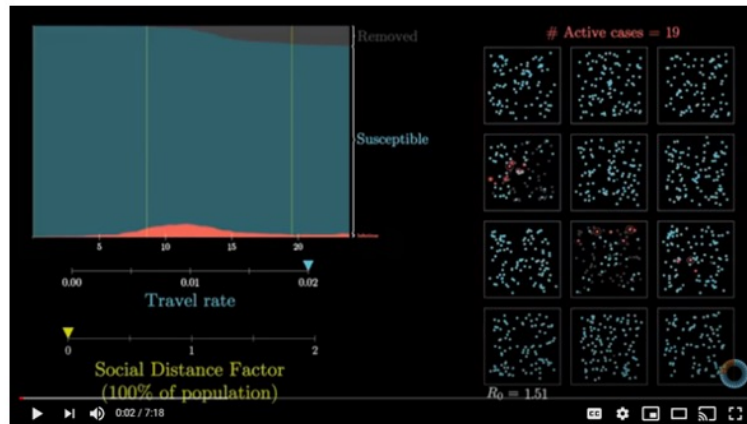 Removed
# Active cases = 19
Susceptible
5 10 15 20
0.00 0.01 0.02
Travel rate
0 1 2
Social Distance Factor
(100% of population)
R₀ = 1.51
0:02 / 7:18
CC